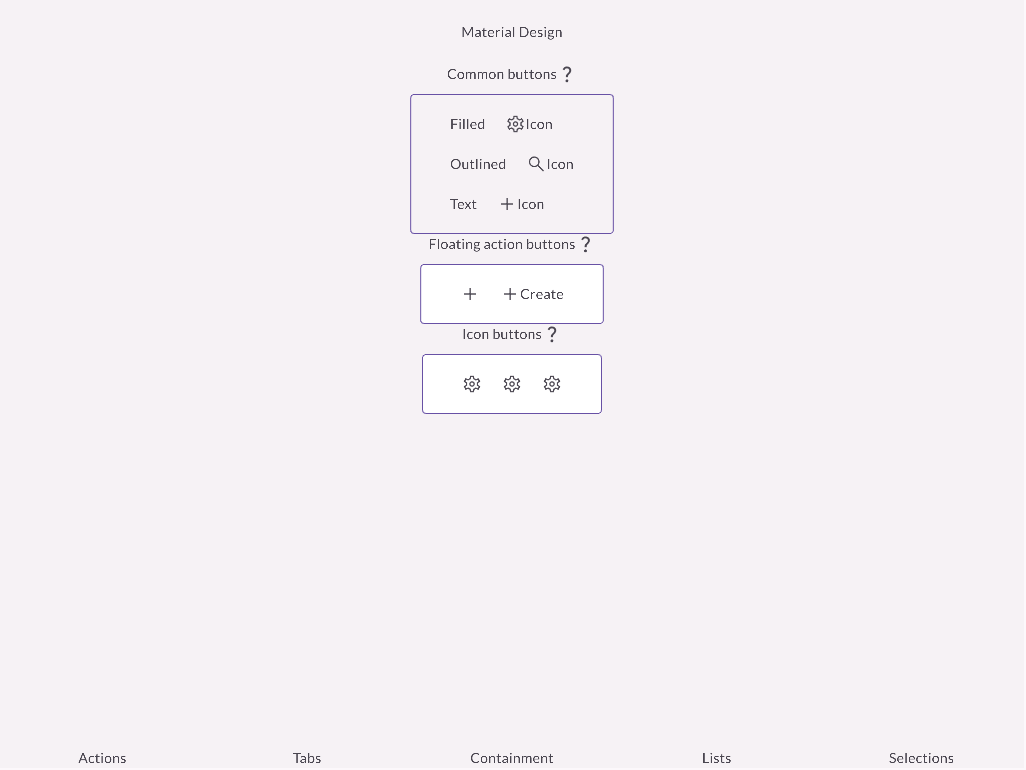 Material Design
Common buttons ?
Filled Icon
Outlined Icon
Text + Icon
Floating action buttons ?
+ + Create
Icon buttons ?
Actions Tabs Containment Lists Selections